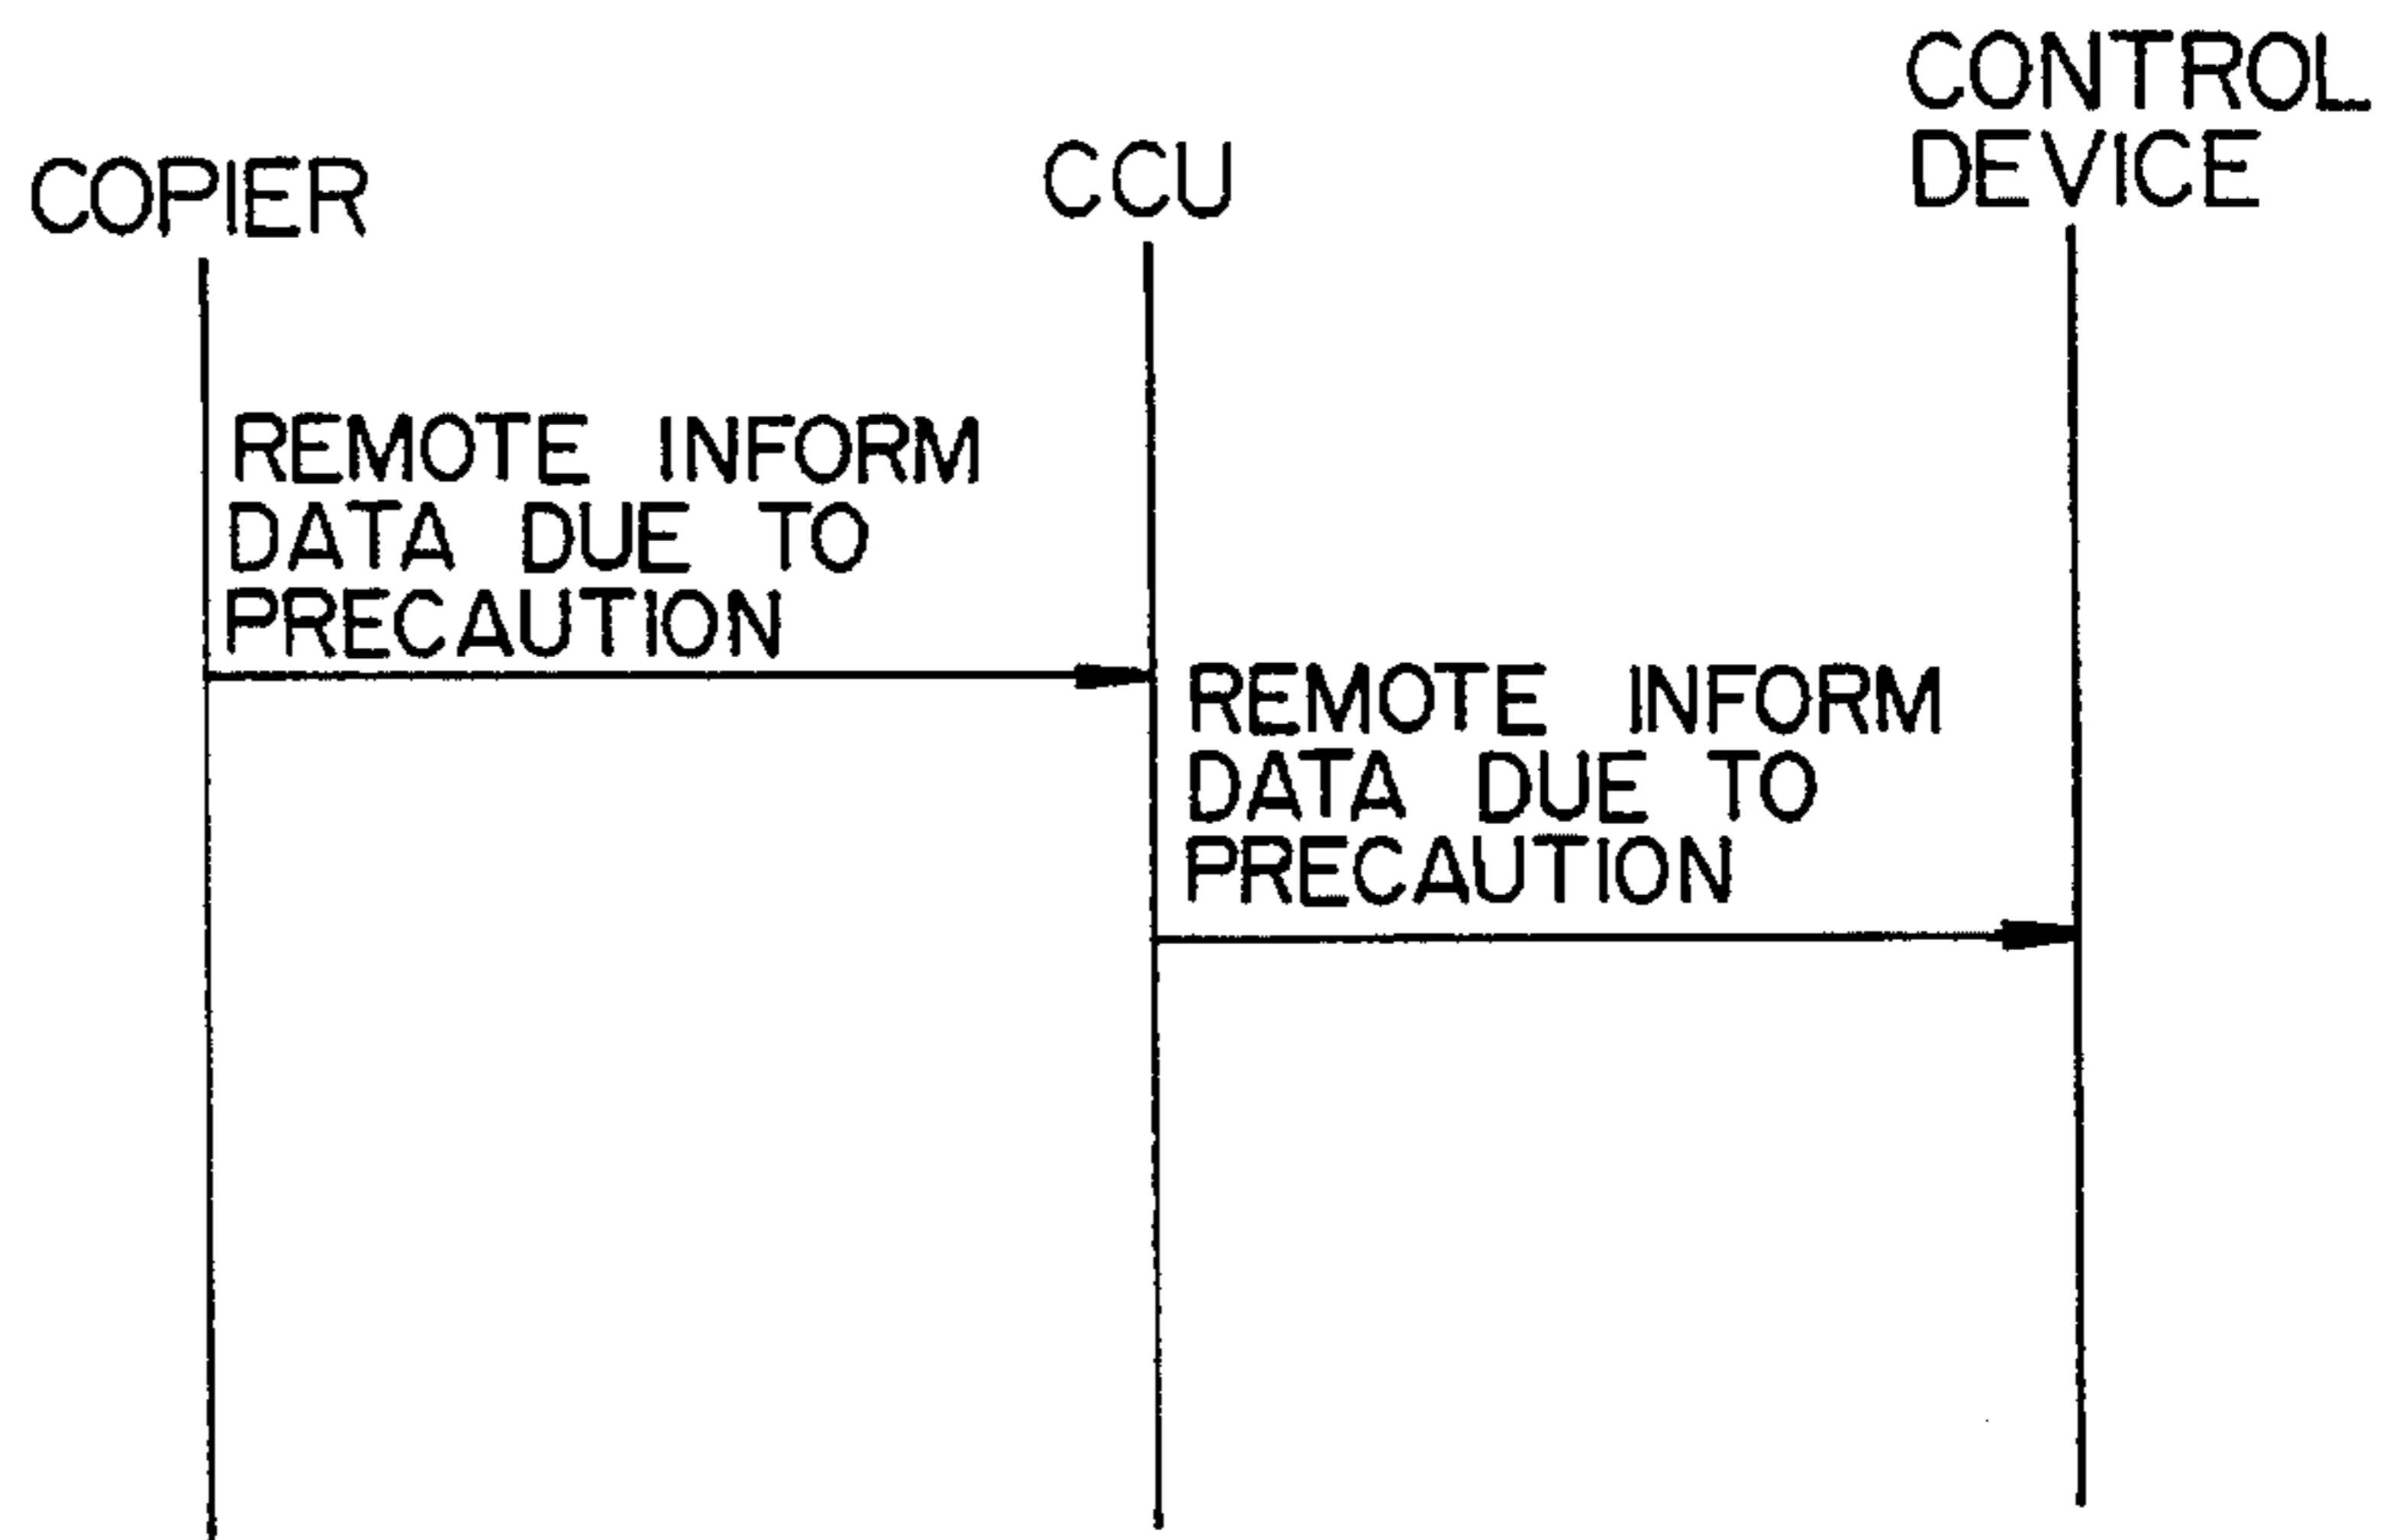 COPIER
CCU
CONTROL
DEVICE
REMOTE INFORM
DATA DUE TO
PRECAUTION
REMOTE INFORM
DATA DUE TO
PRECAUTION